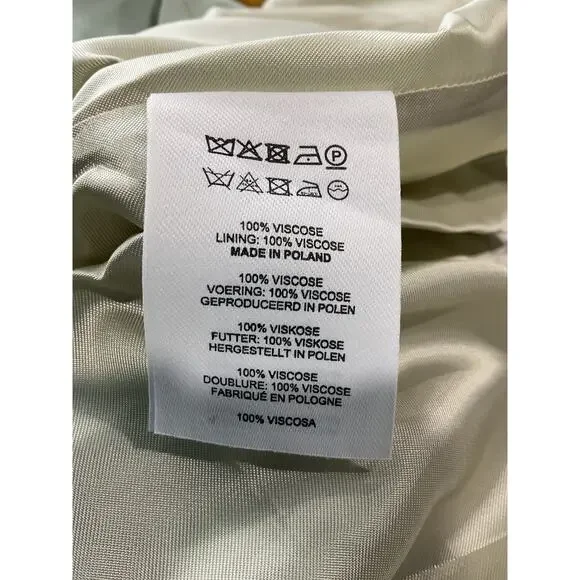 P
100% VISCOSE
LINING: 100% VISCOSE
MADE IN POLAND
100% VISCOSE
VOERING: 100% VISCOSE
GEPRODUCEERD IN POLEN
100% VISKOSE
FUTTER: 100% VISKOSE
HERGESTELLT IN POLEN
100% VISCOSE
DOUBLURE: 100% VISCOSE
FABRIQUÉ EN POLOGNE
100% VISCOSA